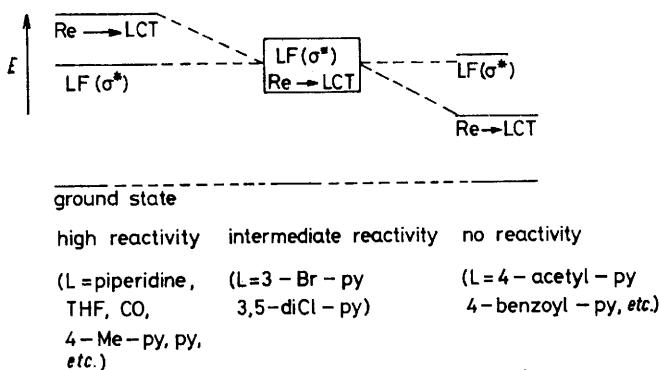 E
Re → LCT
LF (σ*)
LF (σ*)
Re → LCT
LF (σ*)
Re → LCT
ground state
high reactivity
(L = piperidine,
THF, CO,
4 – Me – py, py,
etc.)
intermediate reactivity
(L = 3 – Br – py
3,5 – diCl – py)
no reactivity
(L = 4 – acetyl – py
4 – benzoyl – py, etc.)